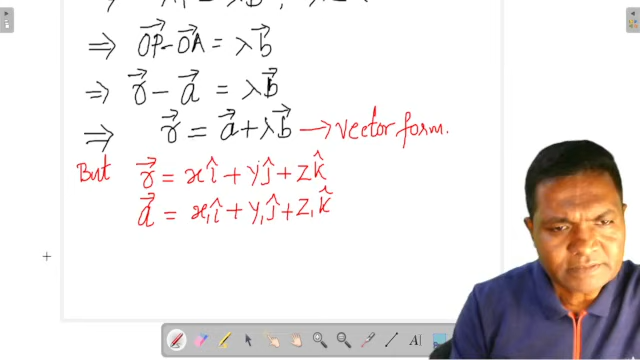 ⇒ OP⃗ − OA⃗ = λb⃗
⇒ r⃗ − a⃗ = λb⃗
⇒ r⃗ = a⃗ + λb⃗ → vector form.
But r⃗ = xî + yĵ + zk̂
a⃗ = x₁î + y₁ĵ + z₁k̂
A